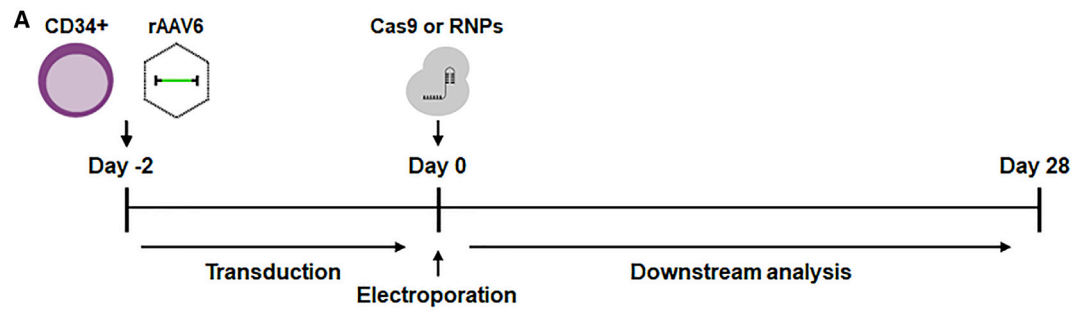 A
CD34+ rAAV6 Cas9 or RNPs
Day -2 Day 0 Day 28
Transduction Downstream analysis
Electroporation